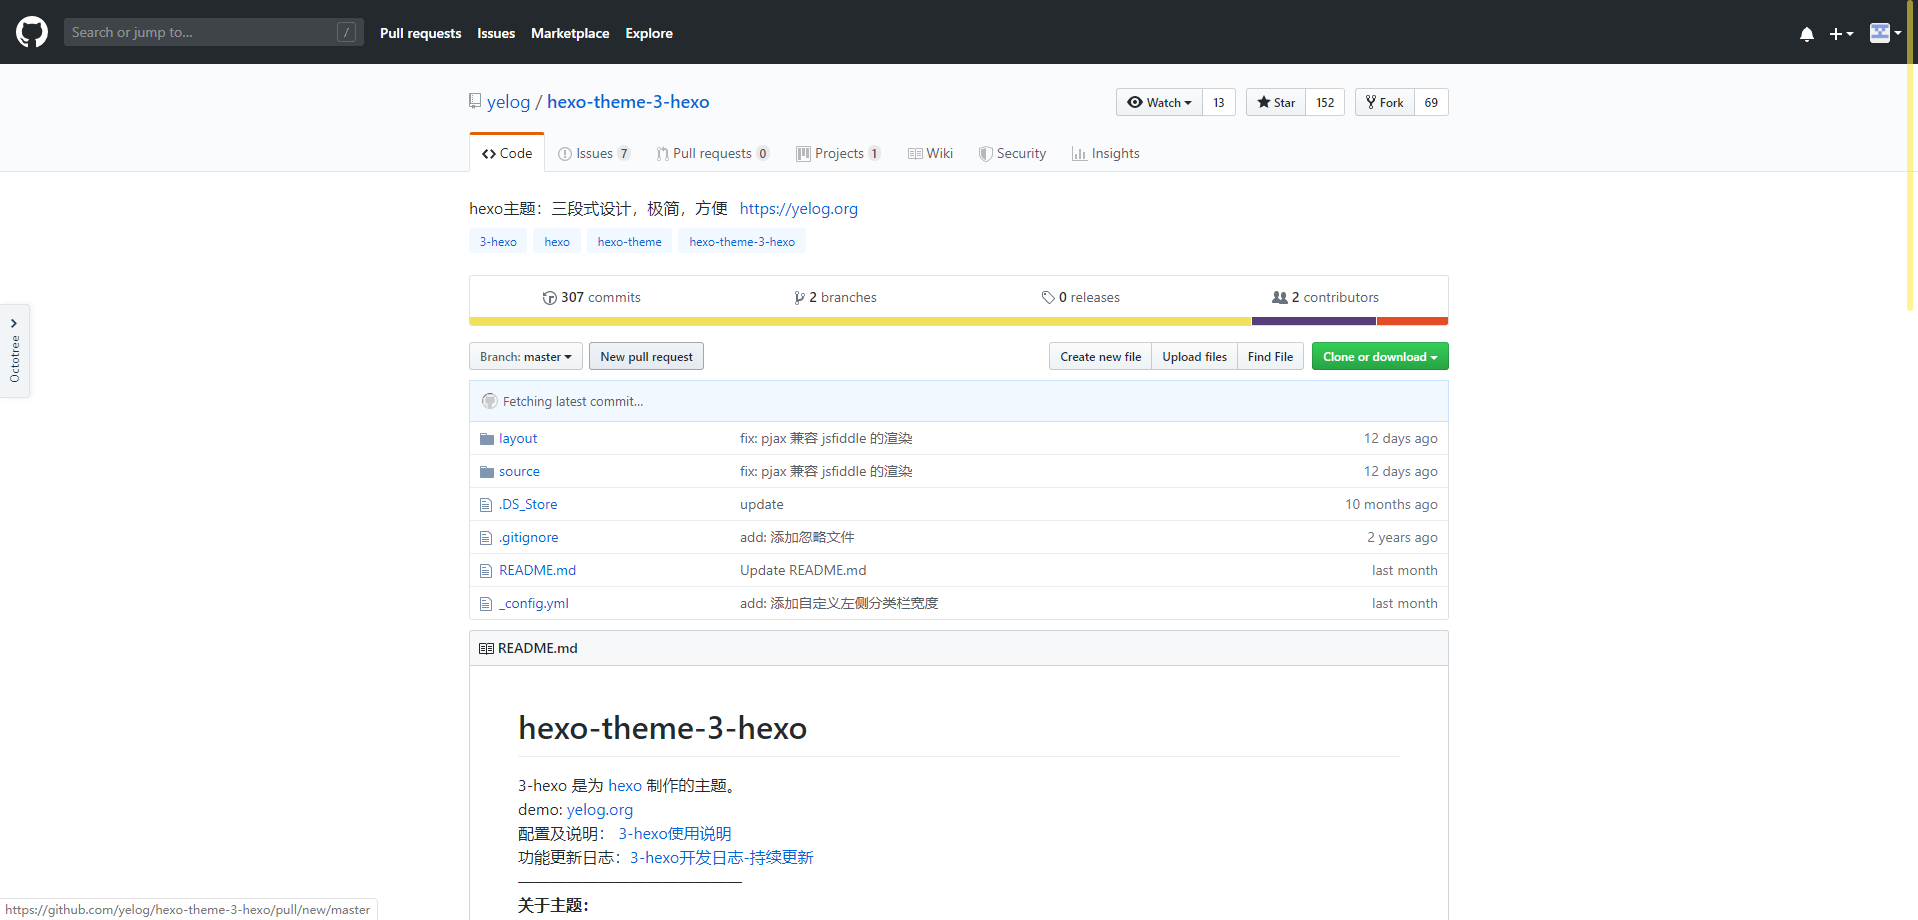 Search or jump to... / Pull requests Issues Marketplace Explore
yelog / hexo-theme-3-hexo Watch 13 Star 152 Fork 69
Code Issues 7 Pull requests 0 Projects 1 Wiki Security Insights
hexo主题：三段式设计，极简，方便 https://yelog.org
3-hexo hexo hexo-theme hexo-theme-3-hexo
307 commits 2 branches 0 releases 2 contributors
Octotree
Branch: master New pull request Create new file Upload files Find File Clone or download
Fetching latest commit...
layout fix: pjax 兼容 jsfiddle 的渲染 12 days ago
source fix: pjax 兼容 jsfiddle 的渲染 12 days ago
.DS_Store update 10 months ago
.gitignore add: 添加忽略文件 2 years ago
README.md Update README.md last month
_config.yml add: 添加自定义左侧分类栏宽度 last month
README.md
hexo-theme-3-hexo
3-hexo 是为 hexo 制作的主题。
demo: yelog.org
配置及说明： 3-hexo使用说明
功能更新日志：3-hexo开发日志-持续更新
————————————————
关于主题：
https://github.com/yelog/hexo-theme-3-hexo/pull/new/master